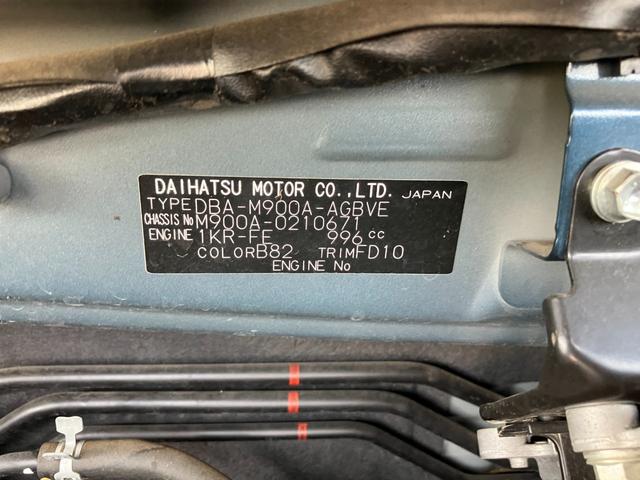 DAIHATSU MOTOR CO.,LTD. JAPAN
TYPE DBA-M900A-AGBVE
CHASSIS No M900A-0210671
ENGINE 1KR-FE 996 cc
COLOR B82 TRIM FD10
ENGINE No